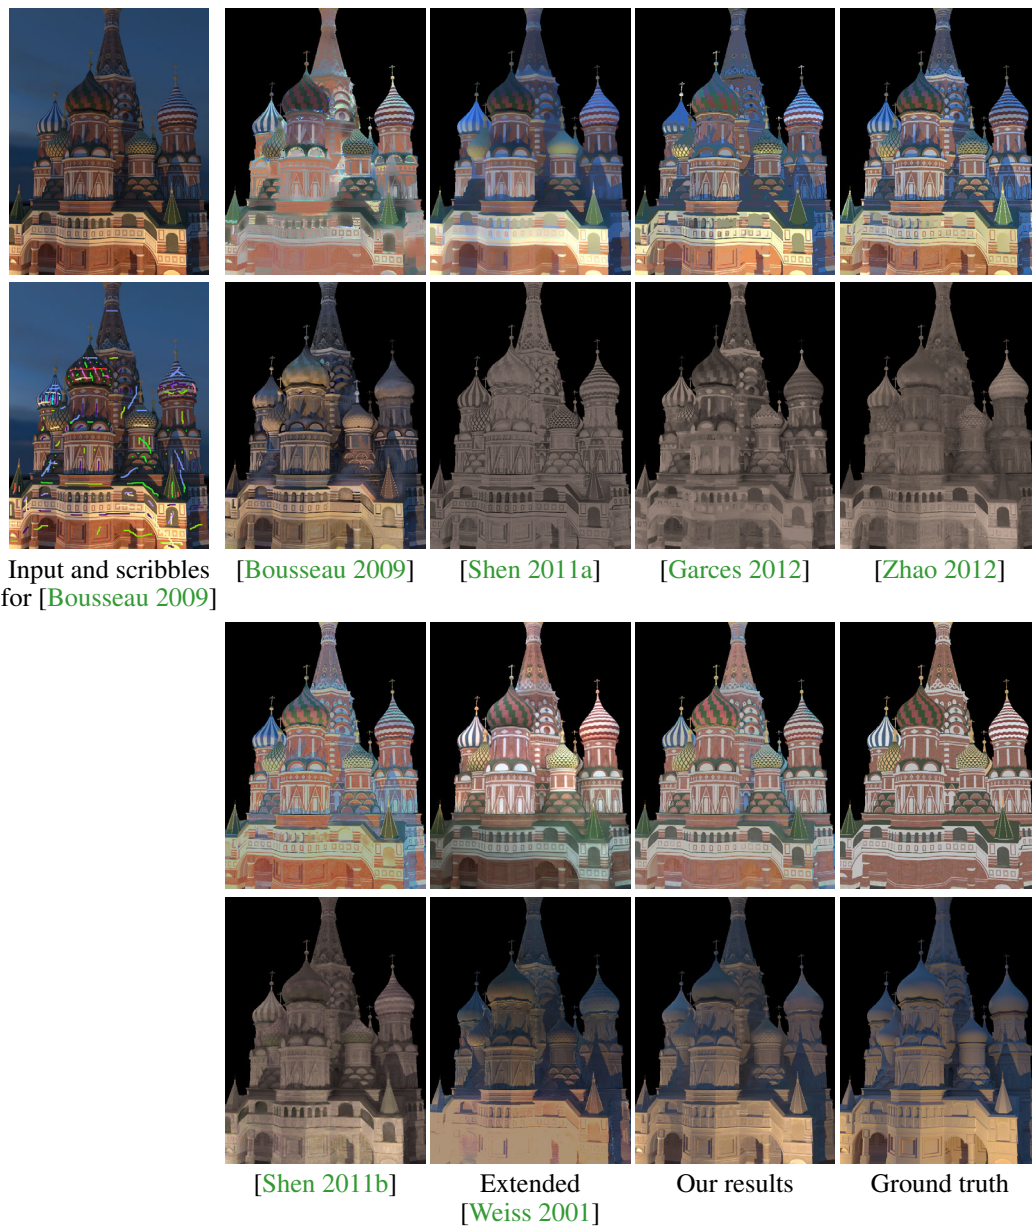 Input and scribbles
for [Bousseau 2009]
[Bousseau 2009]
[Shen 2011a]
[Garces 2012]
[Zhao 2012]
[Shen 2011b]
Extended
[Weiss 2001]
Our results
Ground truth